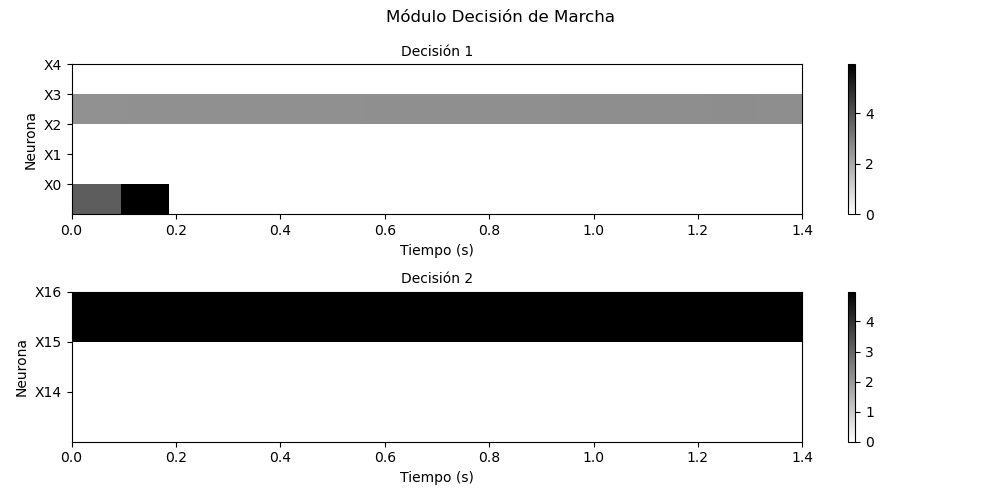 Módulo Decisión de Marcha
Decisión 1
X4
X3
X2
X1
X0
Neurona
0.0 0.2 0.4 0.6 0.8 1.0 1.2 1.4
Tiempo (s)
4
2
0
Decisión 2
X16
X15
X14
Neurona
0.0 0.2 0.4 0.6 0.8 1.0 1.2 1.4
Tiempo (s)
4
3
2
1
0